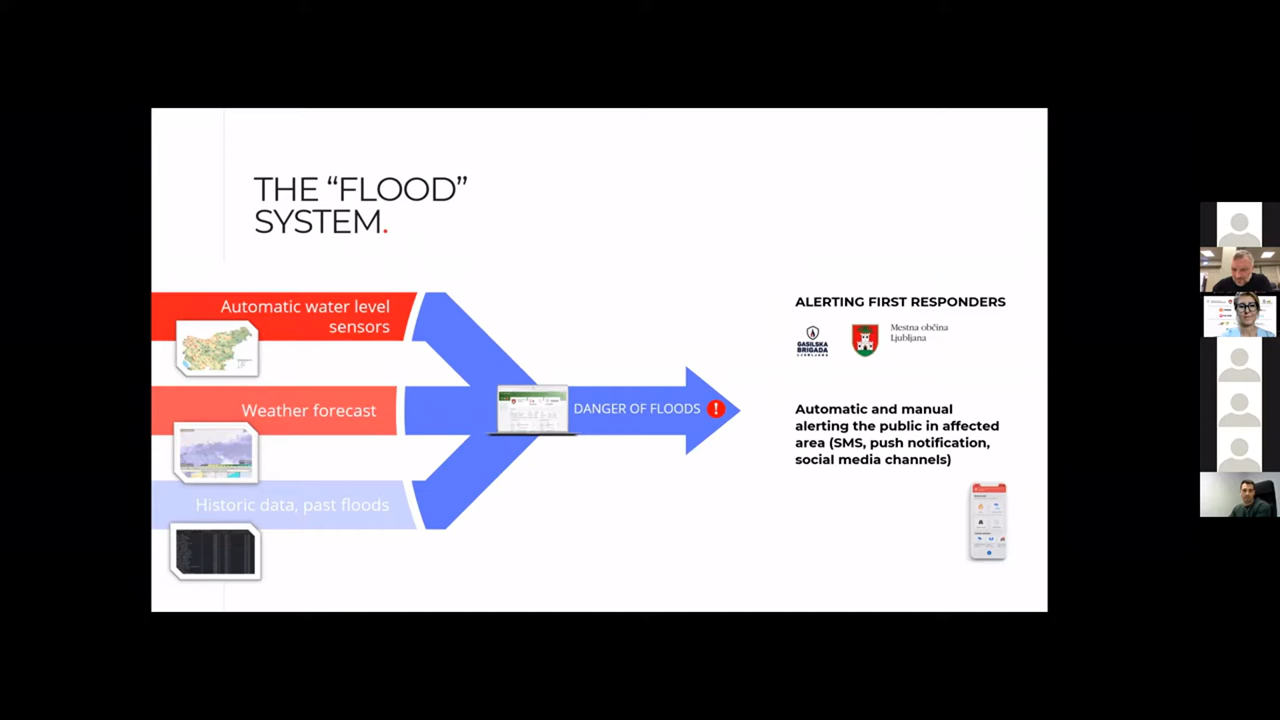 THE “FLOOD”
SYSTEM.
Automatic water level
sensors
Weather forecast
Historic data, past floods
DANGER OF FLOODS
!
ALERTING FIRST RESPONDERS
GASILSKA
BRIGADA
LJUBLJANA
Mestna občina
Ljubljana
Automatic and manual
alerting the public in affected
area (SMS, push notification,
social media channels)